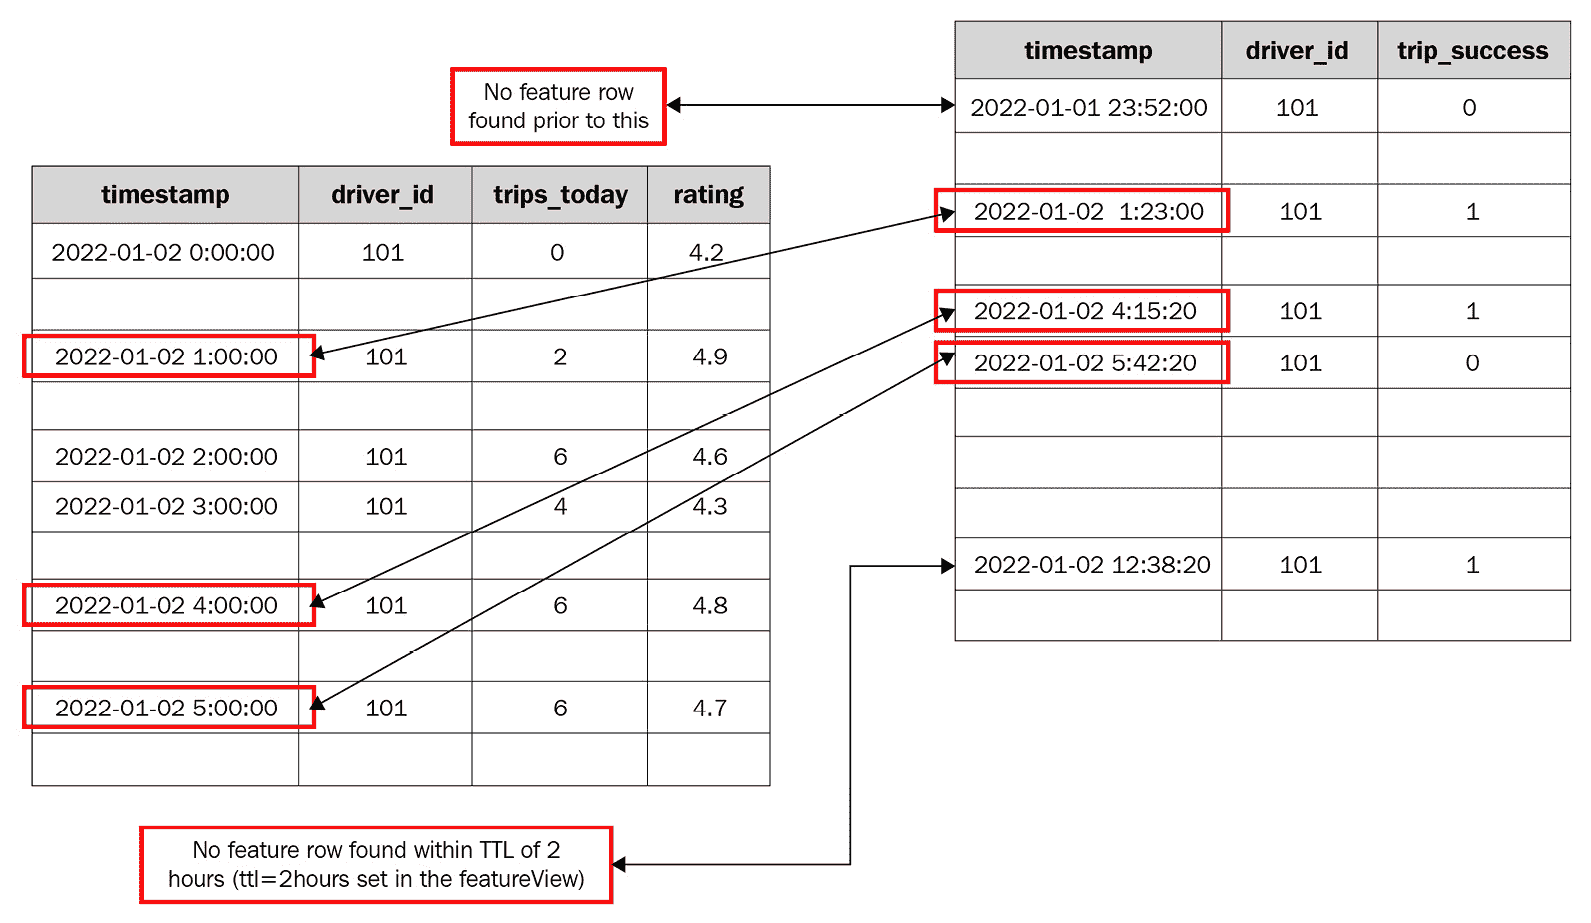 timestamp driver_id trip_success
2022-01-01 23:52:00 101 0
2022-01-02 1:23:00 101 1
2022-01-02 4:15:20 101 1
2022-01-02 5:42:20 101 0
2022-01-02 12:38:20 101 1
No feature row
found prior to this
timestamp driver_id trips_today rating
2022-01-02 0:00:00 101 0 4.2
2022-01-02 1:00:00 101 2 4.9
2022-01-02 2:00:00 101 6 4.6
2022-01-02 3:00:00 101 4 4.3
2022-01-02 4:00:00 101 6 4.8
2022-01-02 5:00:00 101 6 4.7
No feature row found within TTL of 2
hours (ttl=2hours set in the featureView)